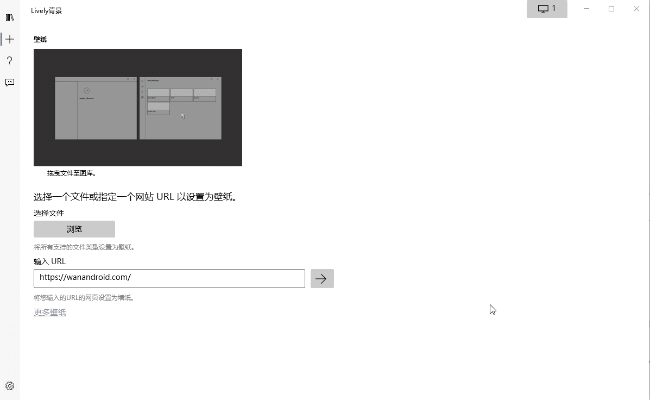 Lively背景
1
壁纸
拖曳文件至图库。
选择一个文件或指定一个网站 URL 以设置为壁纸。
选择文件
浏览
将所有支持的文件类型设置为壁纸。
输入 URL
https://wanandroid.com/
将您输入的URL的网页设置为壁纸。
更多壁纸